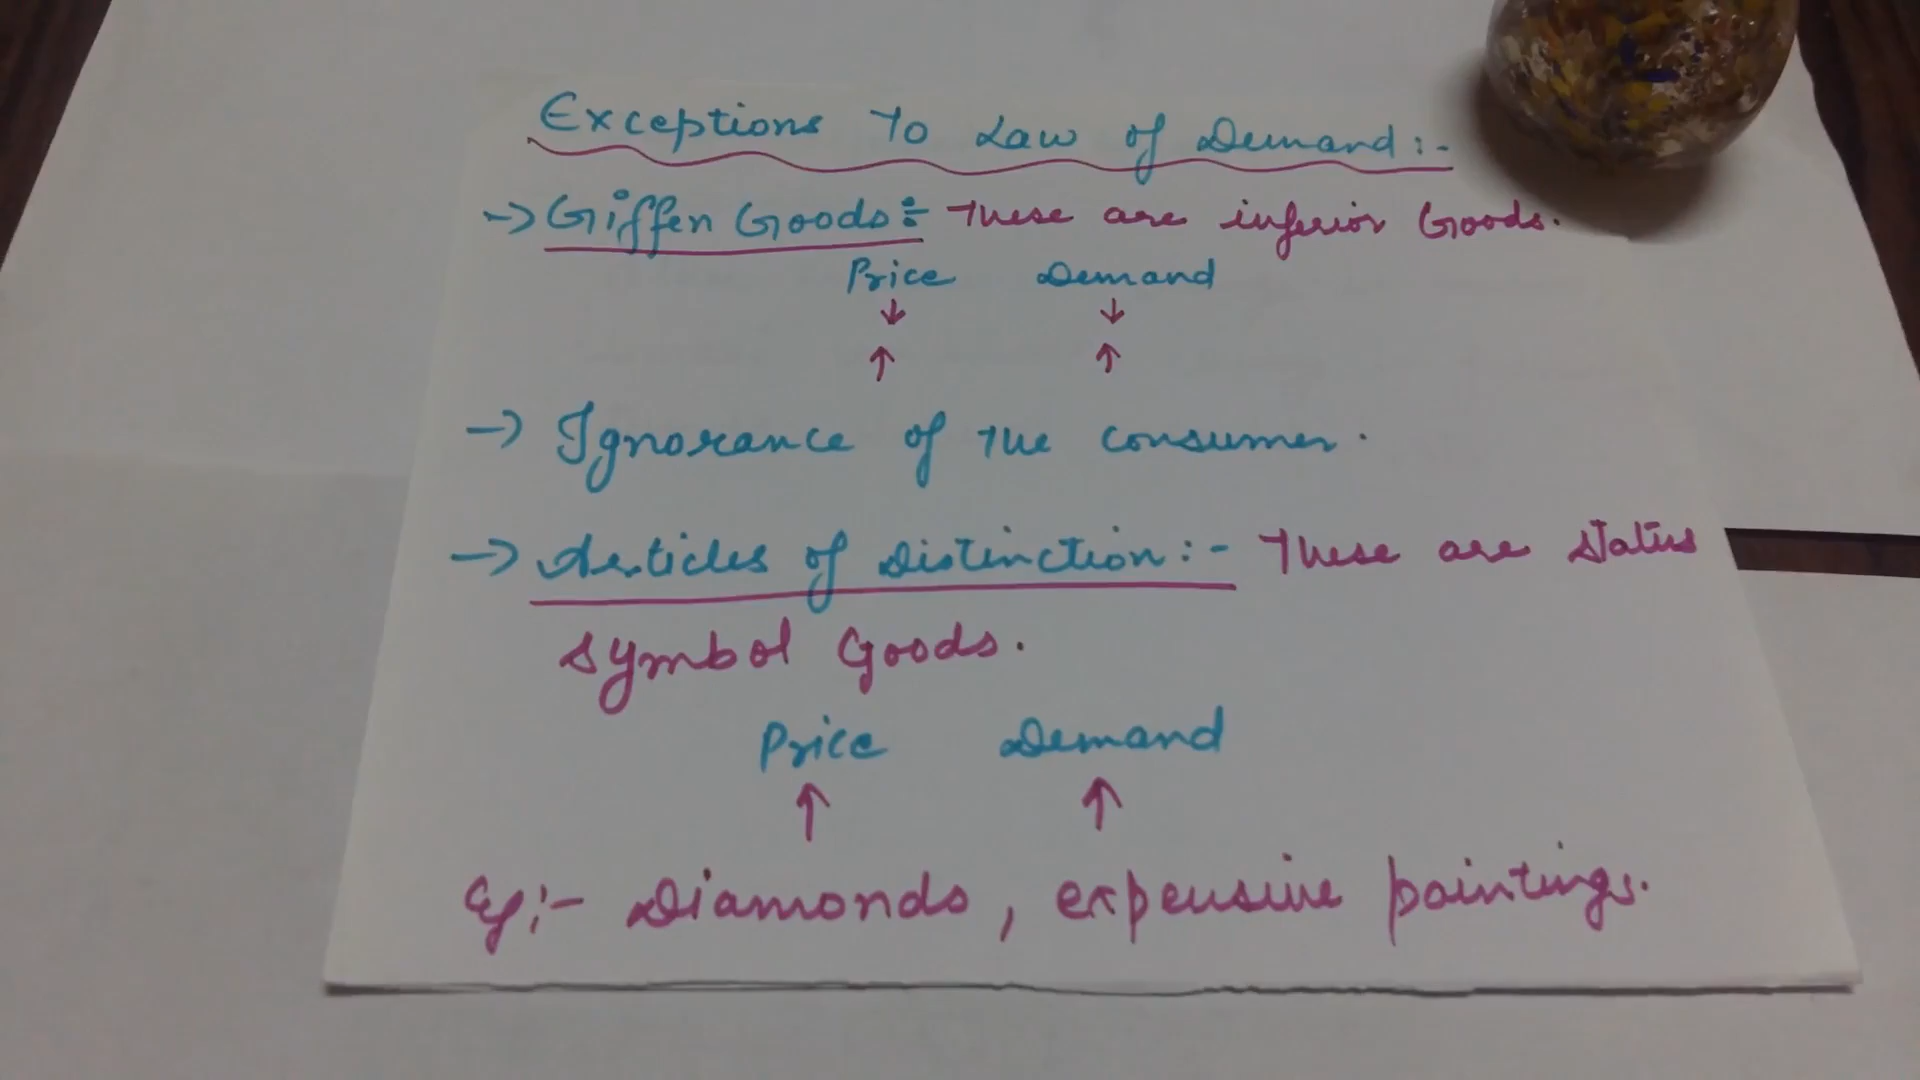 Exceptions To Law of Demand:-
→ Giffen Goods:- These are inferior Goods.
Price Demand
↓ ↓
↑ ↑
→ Ignorance of the consumer.
→ Articles of Distinction:- These are status
symbol Goods.
Price Demand
↑ ↑
Eg:- Diamonds, expensive paintings.